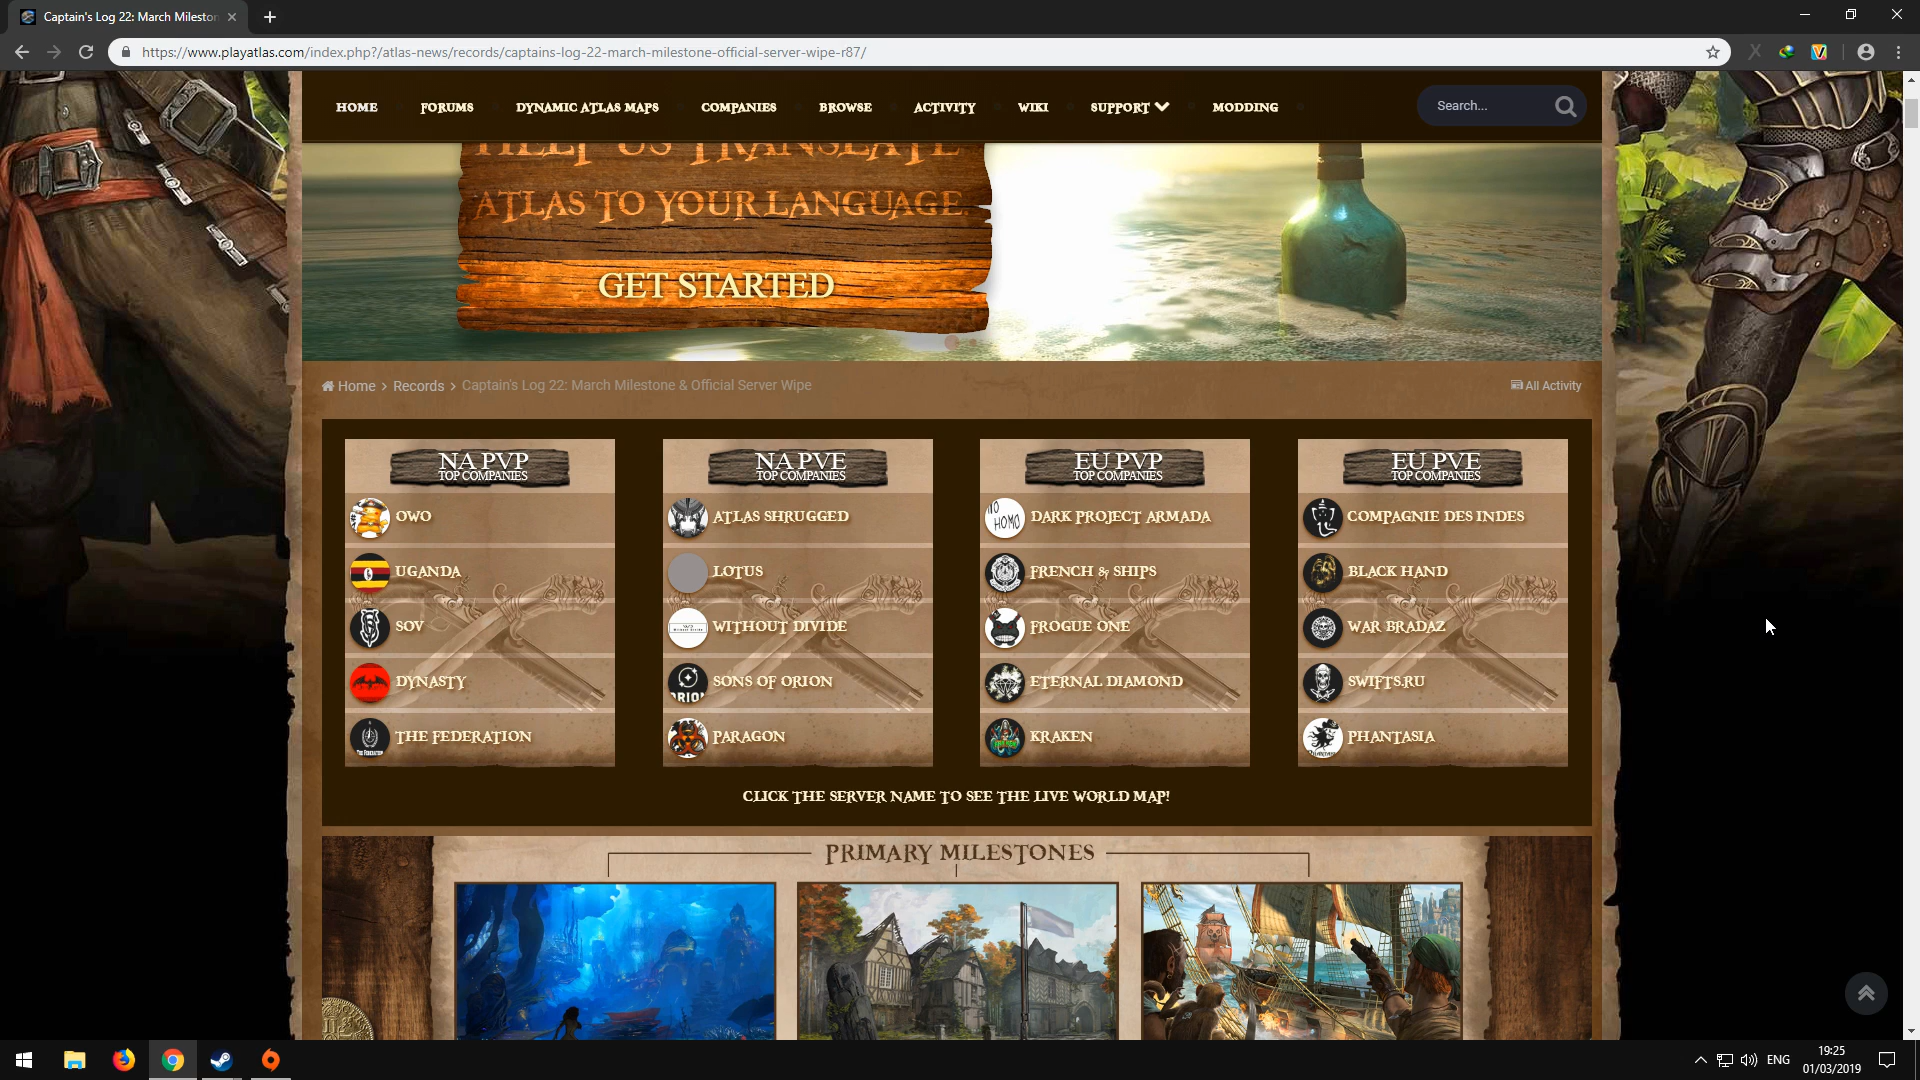 Captain's Log 22: March Mileston
https://www.playatlas.com/index.php?/atlas-news/records/captains-log-22-march-milestone-official-server-wipe-r87/
HOME
FORUMS
DYNAMIC ATLAS MAPS
COMPANIES
BROWSE
ACTIVITY
WIKI
SUPPORT
MODDING
Search...
HELP US TRANSLATE
ATLAS TO YOUR LANGUAGE.
GET STARTED
Home > Records > Captain's Log 22: March Milestone & Official Server Wipe
All Activity
NA PVP
TOP COMPANIES
OWO
UGANDA
SOV
DYNASTY
THE FEDERATION
NA PVE
TOP COMPANIES
ATLAS SHRUGGED
LOTUS
WITHOUT DIVIDE
SONS OF ORION
PARAGON
EU PVP
TOP COMPANIES
NO
HOMO
DARK PROJECT ARMADA
FRENCH & SHIPS
FROGUE ONE
ETERNAL DIAMOND
KRAKEN
EU PVE
TOP COMPANIES
COMPAGNIE DES INDES
BLACK HAND
WAR BRADAZ
SWIFTS.RU
PHANTASIA
CLICK THE SERVER NAME TO SEE THE LIVE WORLD MAP!
PRIMARY MILESTONES
ENG
19:25
01/03/2019